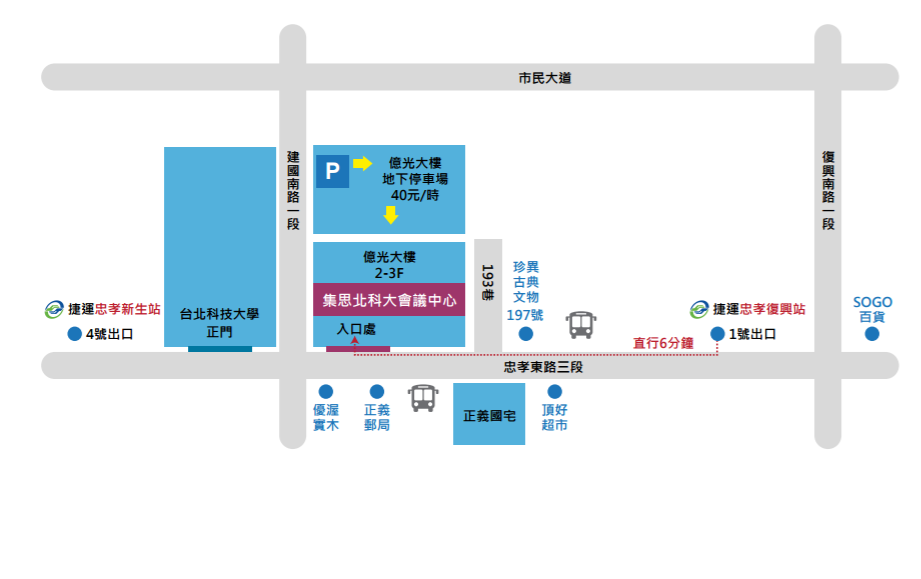 市民大道
建國南路一段
復興南路一段
P
億光大樓
地下停車場
40元/時
億光大樓
2-3F
集思北科大會議中心
入口處
193巷
珍異
古典
文物
197號
捷運忠孝新生站
4號出口
台北科技大學
正門
捷運忠孝復興站
1號出口
SOGO
百貨
直行6分鐘
忠孝東路三段
優渥
實木
正義
郵局
正義國宅
頂好
超市